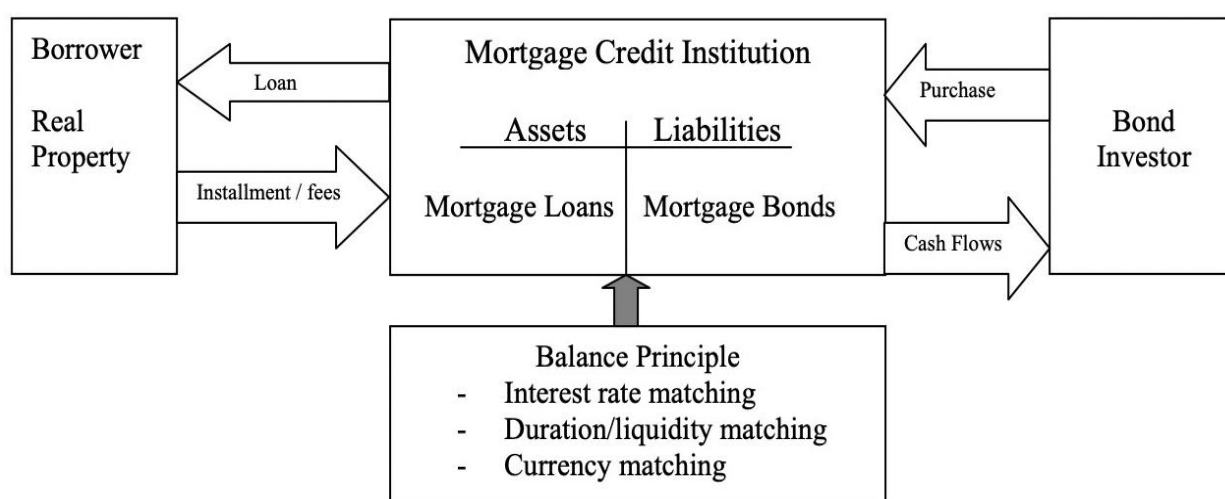 Borrower
Real
Property
Loan
Installment / fees
Mortgage Credit Institution
Assets
Liabilities
Mortgage Loans
Mortgage Bonds
Purchase
Cash Flows
Bond
Investor
Balance Principle
- Interest rate matching
- Duration/liquidity matching
- Currency matching